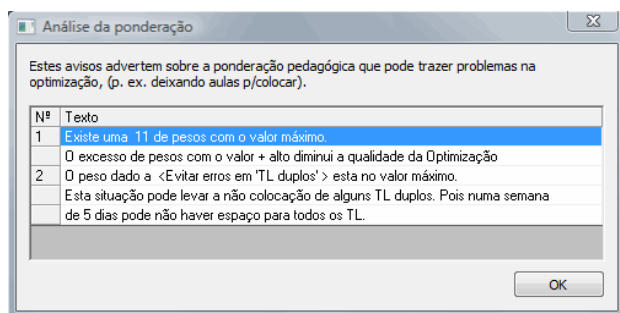 Análise da ponderação
Estes avisos advertem sobre a ponderação pedagógica que pode trazer problemas na
optimização, (p. ex. deixando aulas p/colocar).
Nº Texto
1 Existe uma 11 de pesos com o valor máximo.
O excesso de pesos com o valor + alto diminui a qualidade da Optimização
2 O peso dado a <Evitar erros em 'TL duplos'> esta no valor máximo.
Esta situação pode levar a não colocação de alguns TL duplos. Pois numa semana
de 5 dias pode não haver espaço para todos os TL.
OK